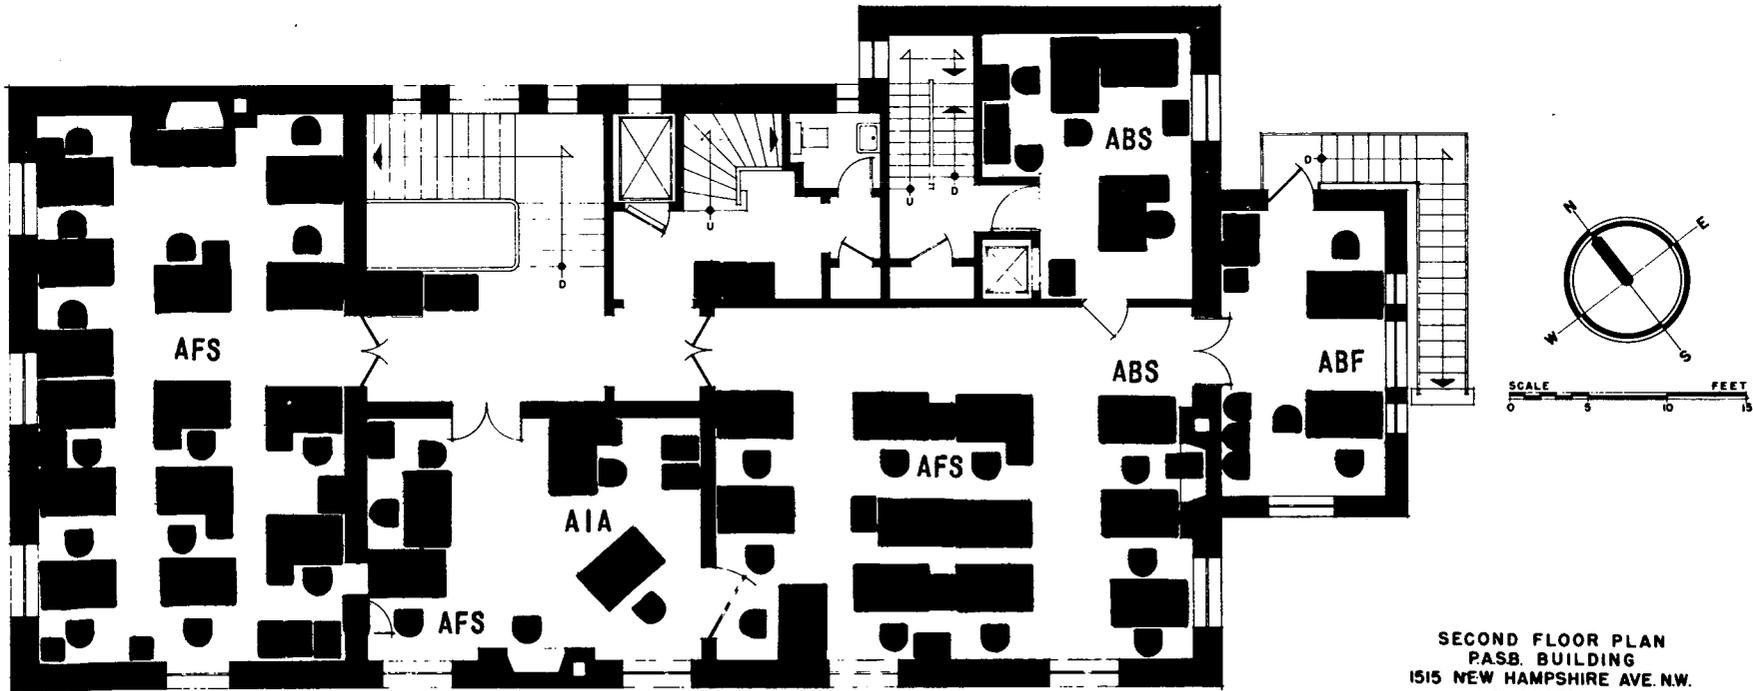 ABS
D
U
D
U
N
E
D
AFS
W
S
ABF
ABS
SCALE FEET
0 5 10 15
AFS
AIA
AFS
SECOND FLOOR PLAN
P.A.S.B. BUILDING
1515 NEW HAMPSHIRE AVE. N.W.